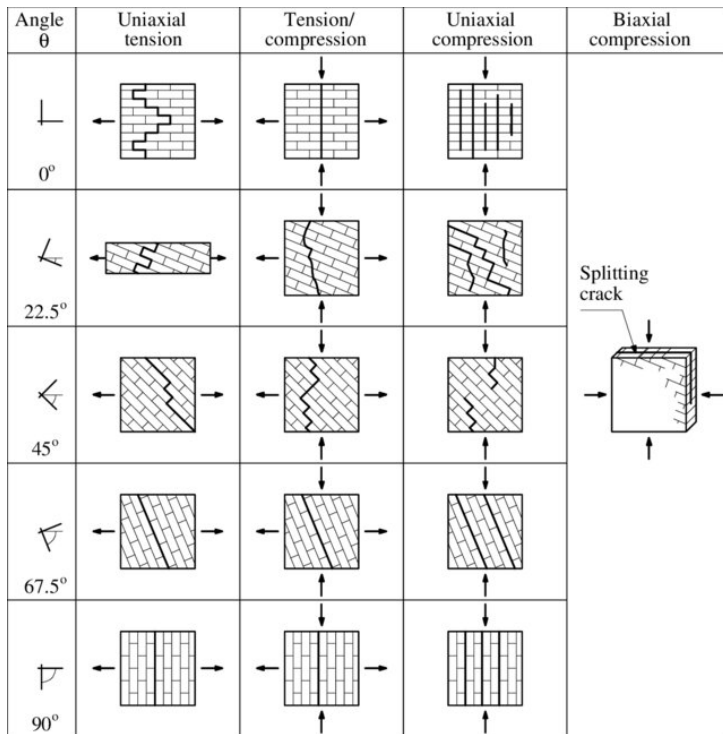 Angle
θ
Uniaxial
tension
Tension/
compression
Uniaxial
compression
Biaxial
compression
0°
22.5°
Splitting
crack
45°
67.5°
90°